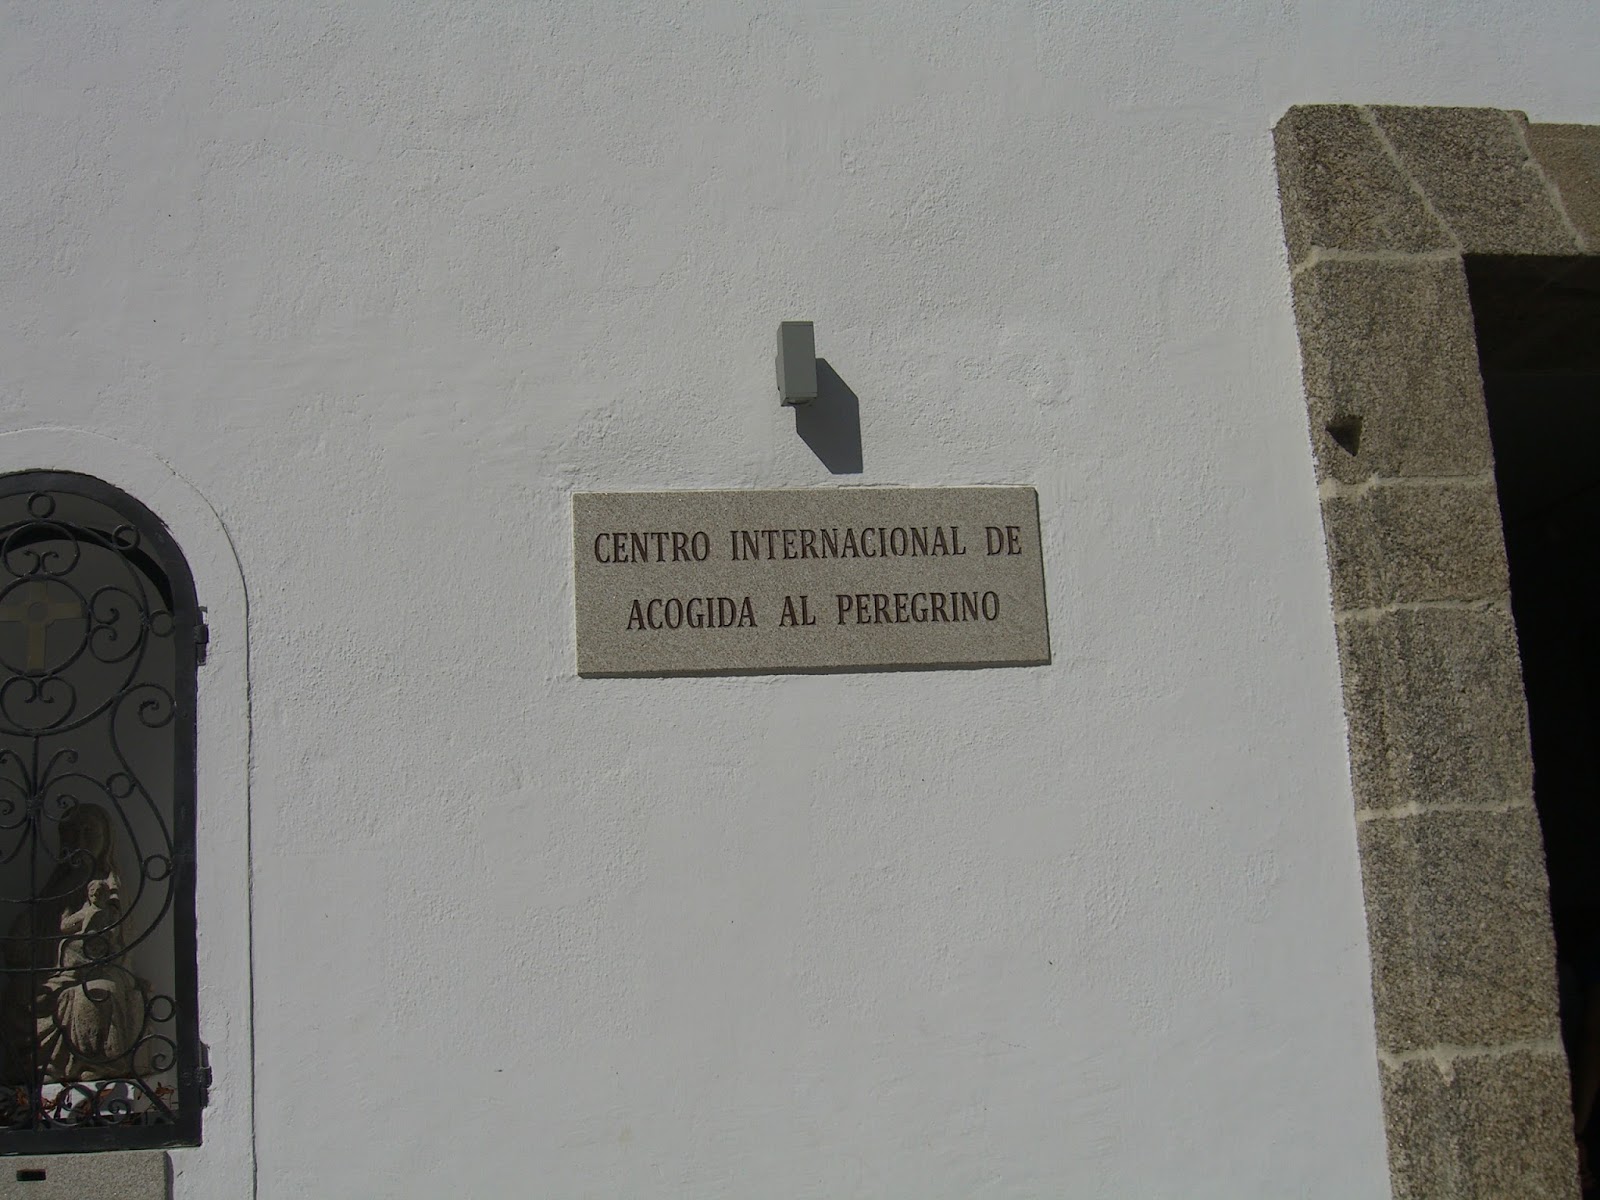 CENTRO INTERNACIONAL DE
ACOGIDA AL PEREGRINO